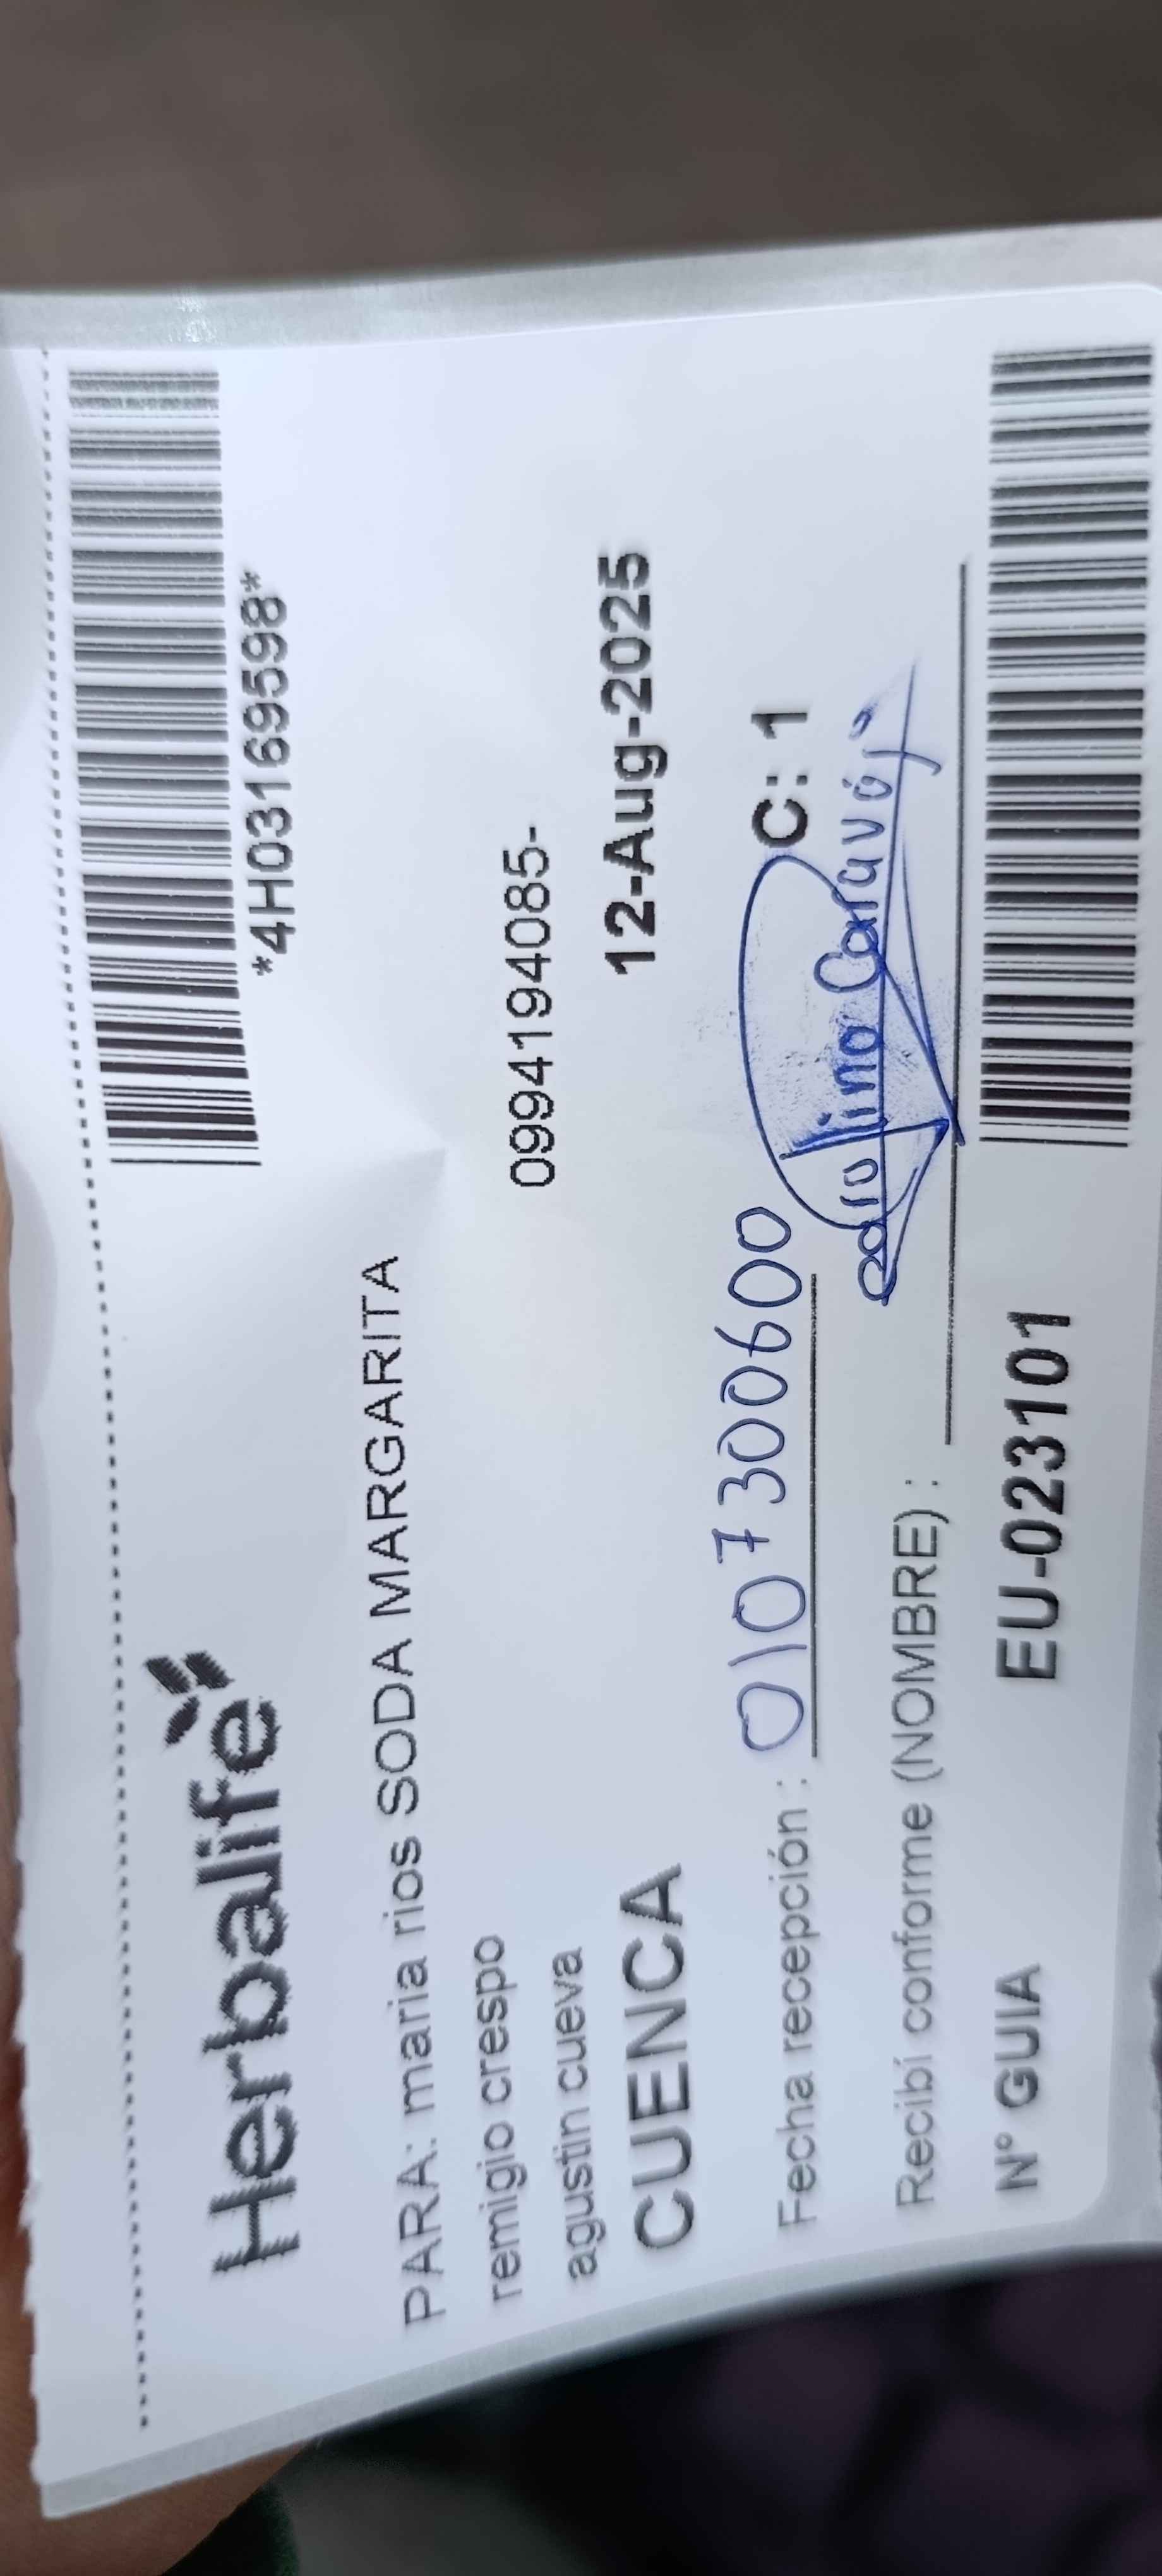 *4H03169598*
Herbalife
PARA: maria rios SODA MARGARITA
remigio crespo
0994194085-
agustin cueva
CUENCA 12-Aug-2025
Fecha recepción : 0107300600 C: 1
Recibí conforme (NOMBRE) :
N° GUIA EU-023101